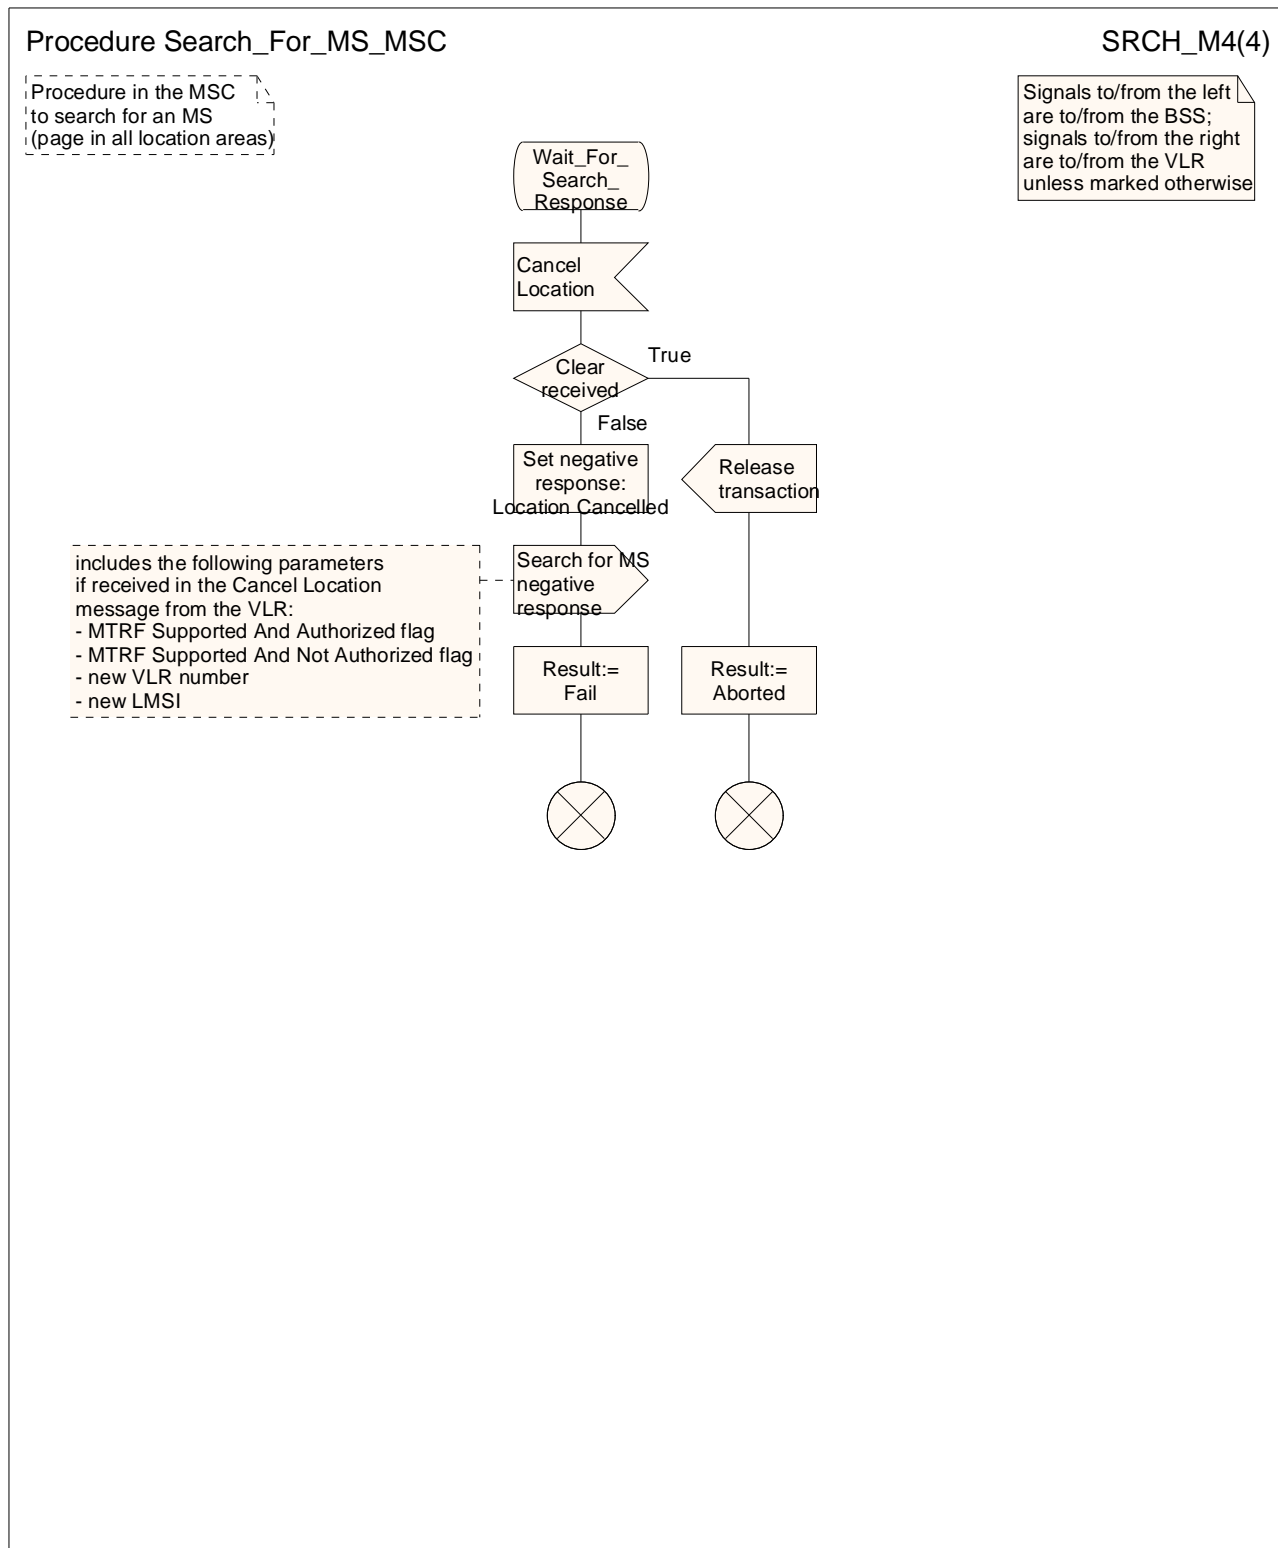 Procedure Search_For_MS_MSC
SRCH_M4(4)
Procedure in the MSC
to search for an MS
(page in all location areas)
Signals to/from the left
are to/from the BSS;
signals to/from the right
are to/from the VLR
unless marked otherwise
Wait_For_
Search_
Response
Cancel
Location
Clear
received
True
False
Set negative
response:
Location Cancelled
Release
transaction
includes the following parameters
if received in the Cancel Location
message from the VLR:
- MTRF Supported And Authorized flag
- MTRF Supported And Not Authorized flag
- new VLR number
- new LMSI
Search for MS
negative
response
Result:=
Fail
Result:=
Aborted